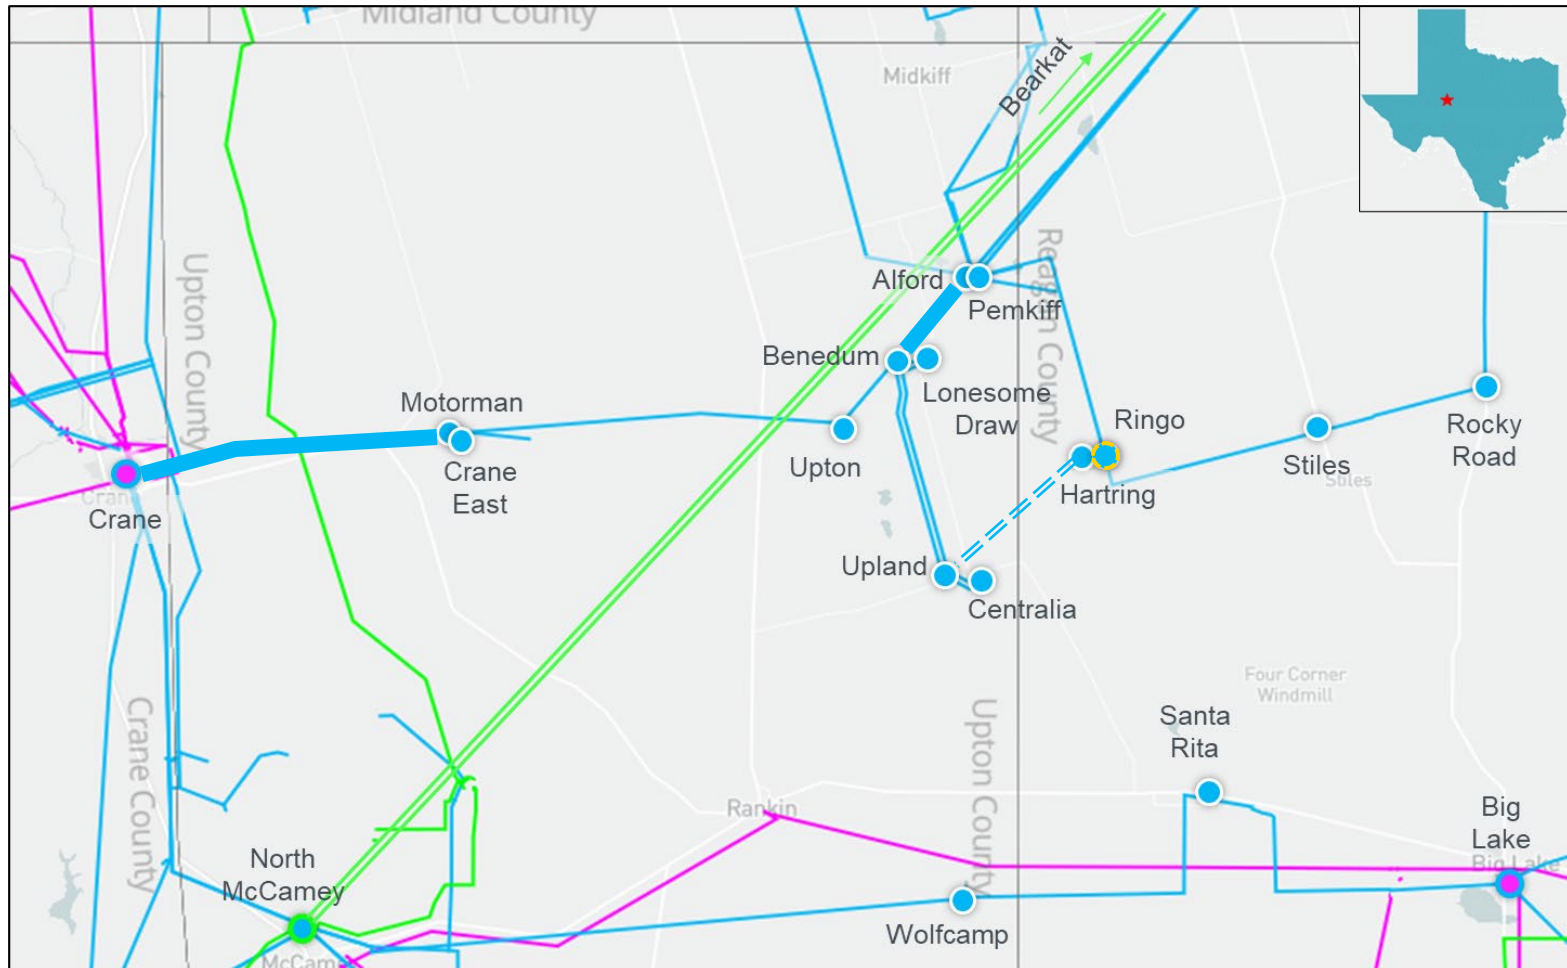 Midland County
Midkiff
Bearkat
Upton County
Reagan County
Alford
Pemkiff
Benedum
Lonesome
Draw
Motorman
Crane
East
Upton
Ringo
Hartring
Stiles
Stiles
Rocky
Road
Crane
Crane
Upland
Centralia
Four Corner
Windmill
Crane County
Upton County
Santa
Rita
Rankin
Big
Lake
Big Lake
North
McCamey
Wolfcamp
McCamey